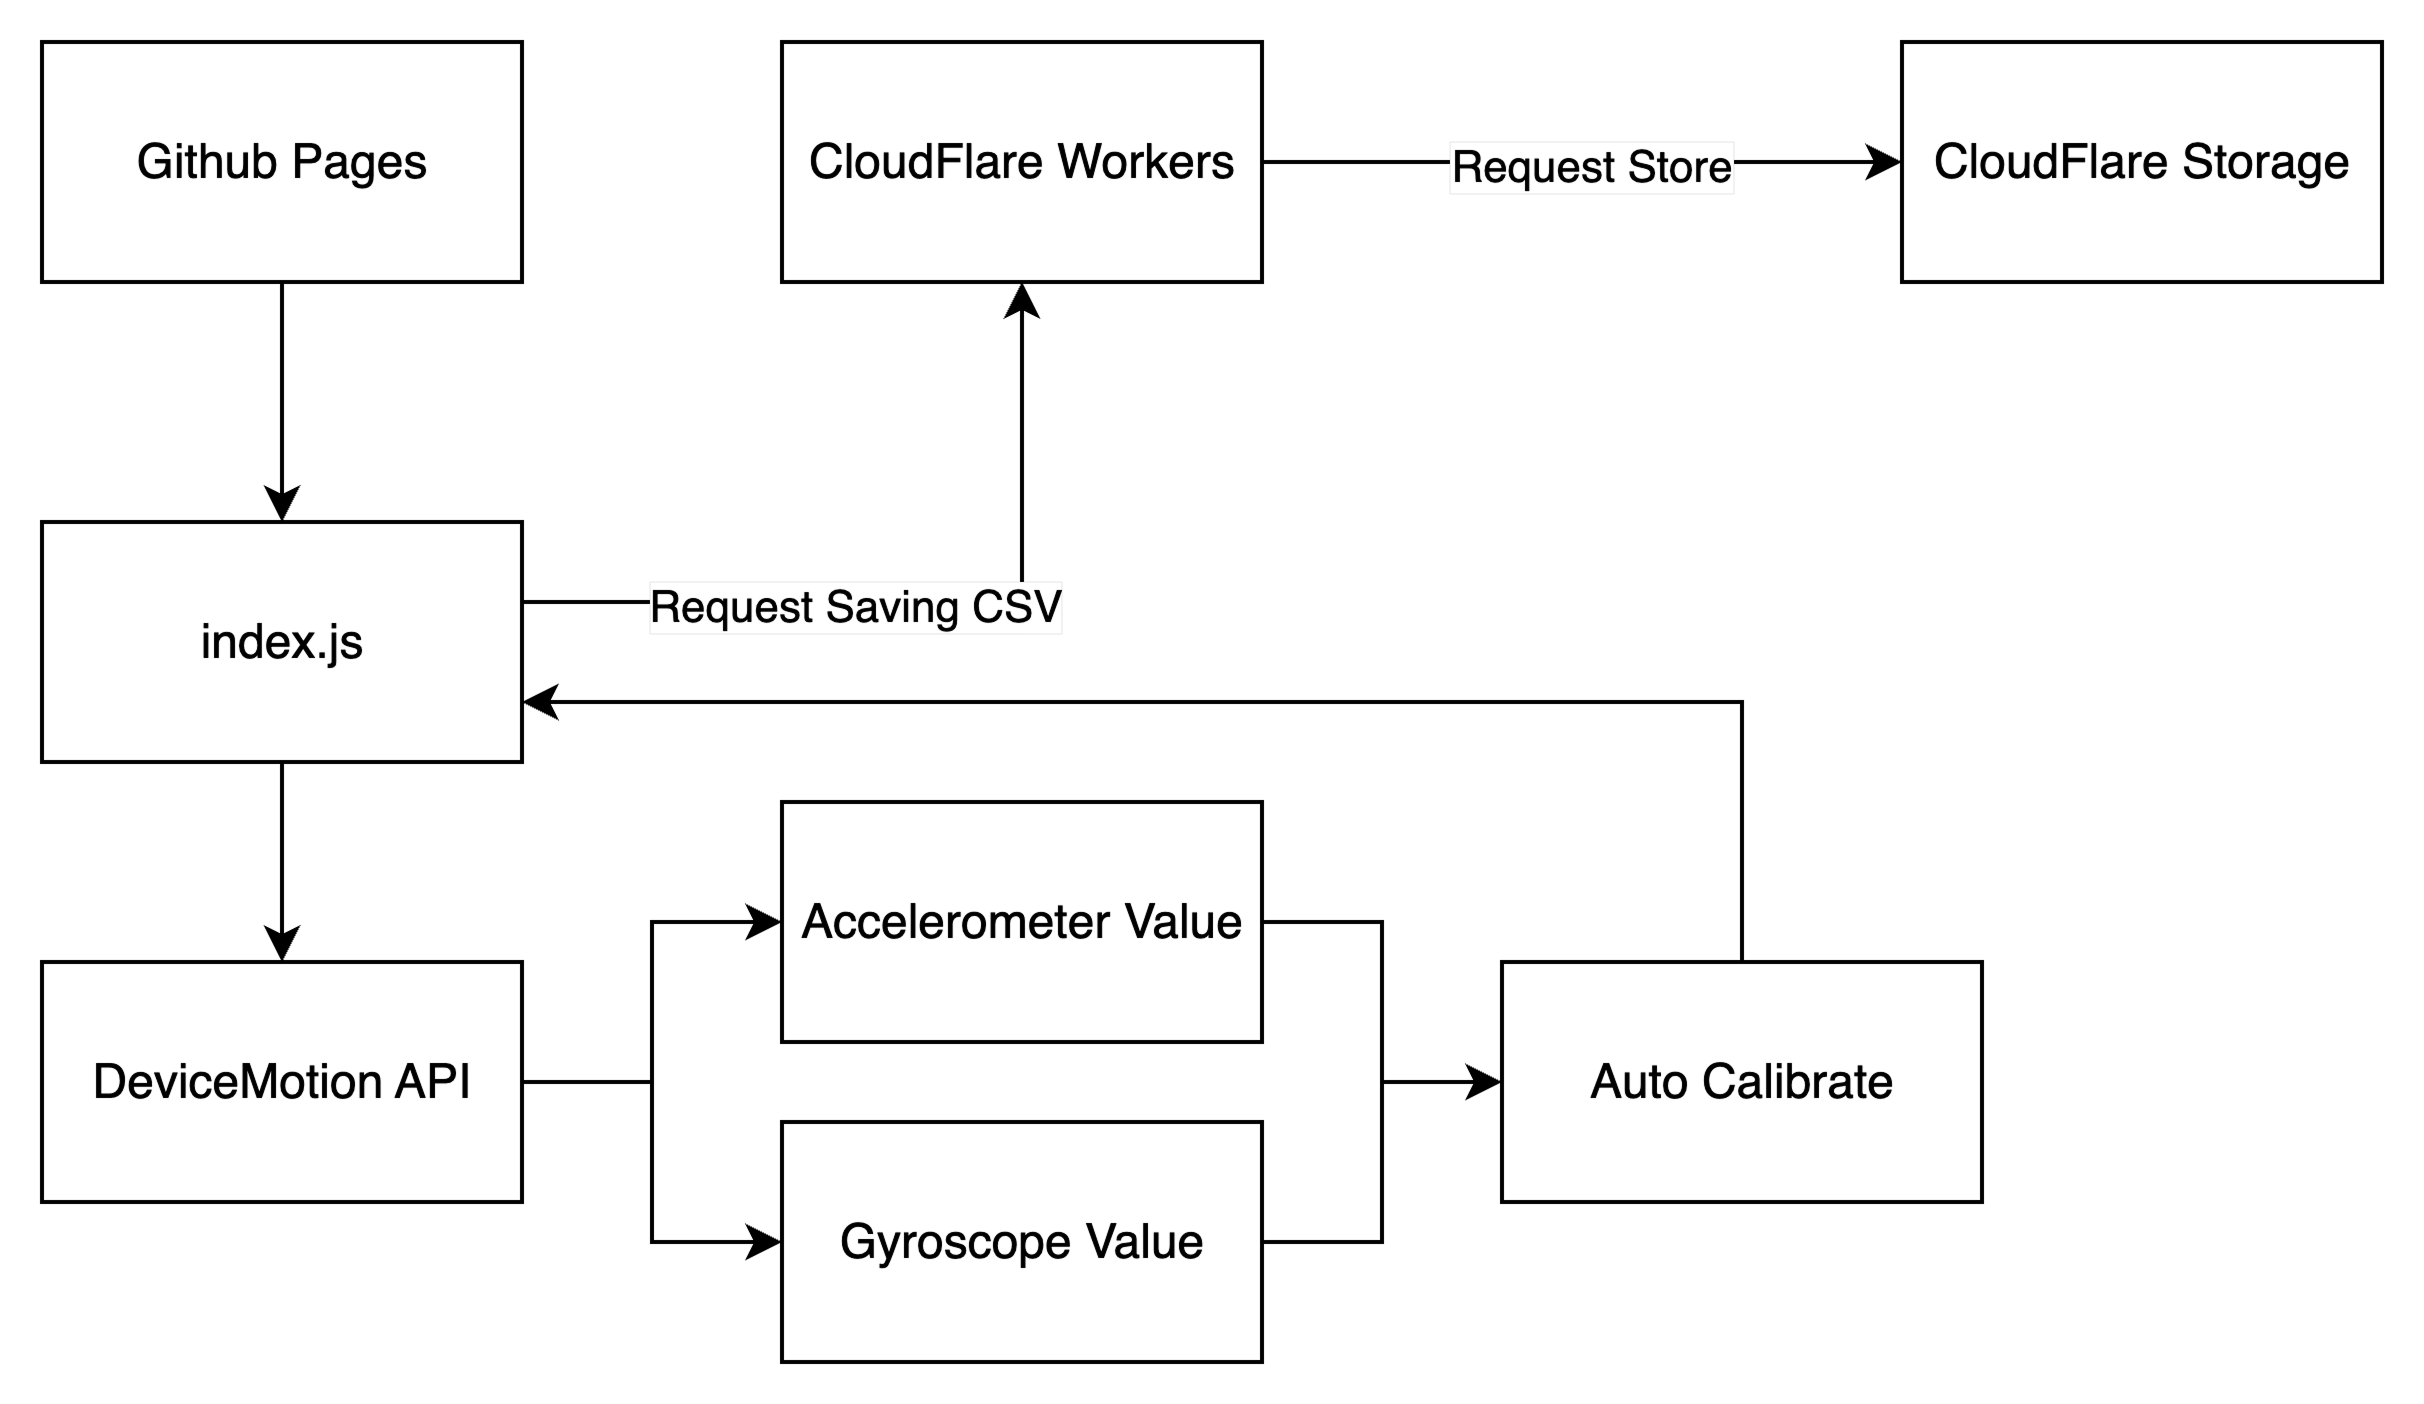 Github Pages
CloudFlare Workers
Request Store
CloudFlare Storage
index.js
Request Saving CSV
Accelerometer Value
DeviceMotion API
Auto Calibrate
Gyroscope Value